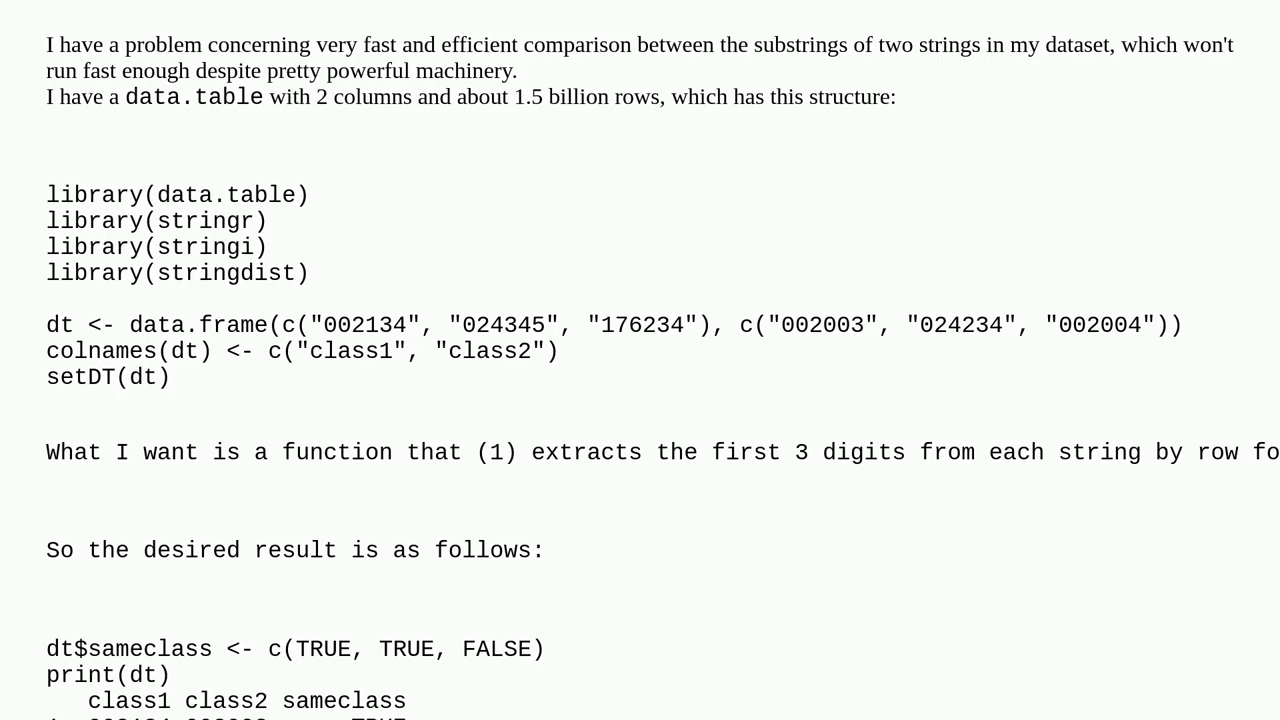 I have a problem concerning very fast and efficient comparison between the substrings of two strings in my dataset, which won't
run fast enough despite pretty powerful machinery.
I have a data.table with 2 columns and about 1.5 billion rows, which has this structure:
library(data.table)
library(stringr)
library(stringi)
library(stringdist)
dt <- data.frame(c("002134", "024345", "176234"), c("002003", "024234", "002004"))
colnames(dt) <- c("class1", "class2")
setDT(dt)
What I want is a function that (1) extracts the first 3 digits from each string by row fo
So the desired result is as follows:
dt$sameclass <- c(TRUE, TRUE, FALSE)
print(dt)
class1 class2 sameclass